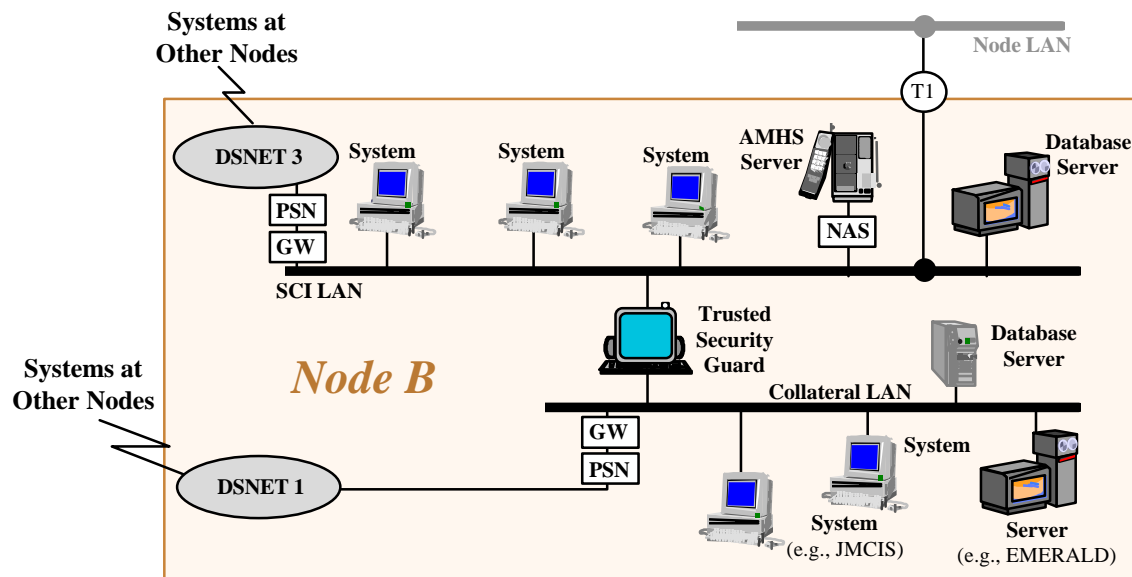 Systems at
Other Nodes
Node LAN
T1
DSNET 3
System
System
System
AMHS
Server
Database
Server
PSN
GW
NAS
SCI LAN
Trusted
Security
Guard
Database
Server
Systems at
Other Nodes
Node B
Collateral LAN
GW
PSN
System
DSNET 1
System
(e.g., JMCIS)
Server
(e.g., EMERALD)